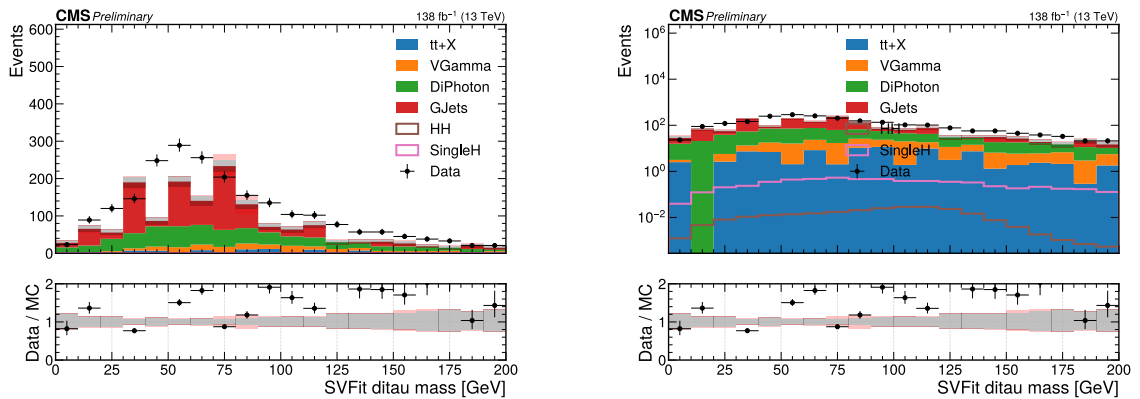 CMS Preliminary 138 fb⁻¹ (13 TeV)
Events
600
500
400
300
200
100
0
tt+X
VGamma
DiPhoton
GJets
HH
SingleH
Data
Data / MC
2
1
0
0 25 50 75 100 125 150 175 200
SVFit ditau mass [GeV]
CMS Preliminary 138 fb⁻¹ (13 TeV)
Events
10⁶
10⁴
10²
10⁰
10⁻²
tt+X
VGamma
DiPhoton
GJets
HH
SingleH
Data
Data / MC
2
1
0
0 25 50 75 100 125 150 175 200
SVFit ditau mass [GeV]